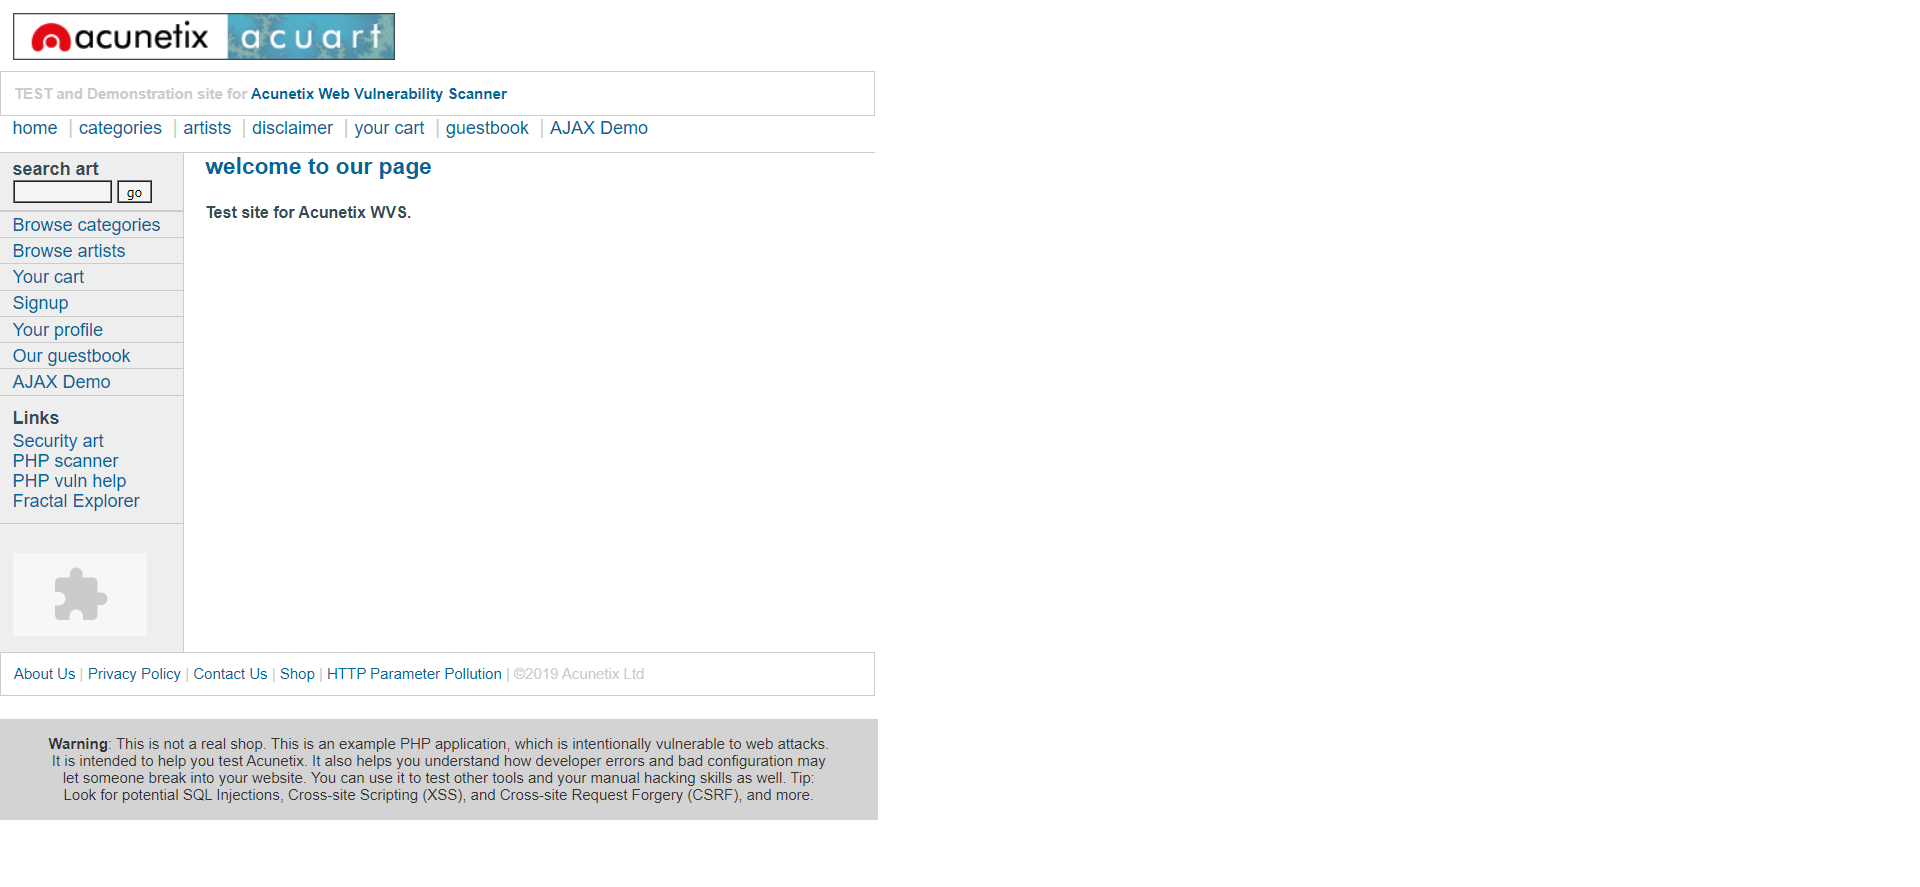 acunetix acuart
TEST and Demonstration site for Acunetix Web Vulnerability Scanner
home | categories | artists | disclaimer | your cart | guestbook | AJAX Demo
search art
go
Browse categories
Browse artists
Your cart
Signup
Your profile
Our guestbook
AJAX Demo
Links
Security art
PHP scanner
PHP vuln help
Fractal Explorer
welcome to our page
Test site for Acunetix WVS.
About Us | Privacy Policy | Contact Us | Shop | HTTP Parameter Pollution | ©2019 Acunetix Ltd
Warning: This is not a real shop. This is an example PHP application, which is intentionally vulnerable to web attacks.
It is intended to help you test Acunetix. It also helps you understand how developer errors and bad configuration may
let someone break into your website. You can use it to test other tools and your manual hacking skills as well. Tip:
Look for potential SQL Injections, Cross-site Scripting (XSS), and Cross-site Request Forgery (CSRF), and more.